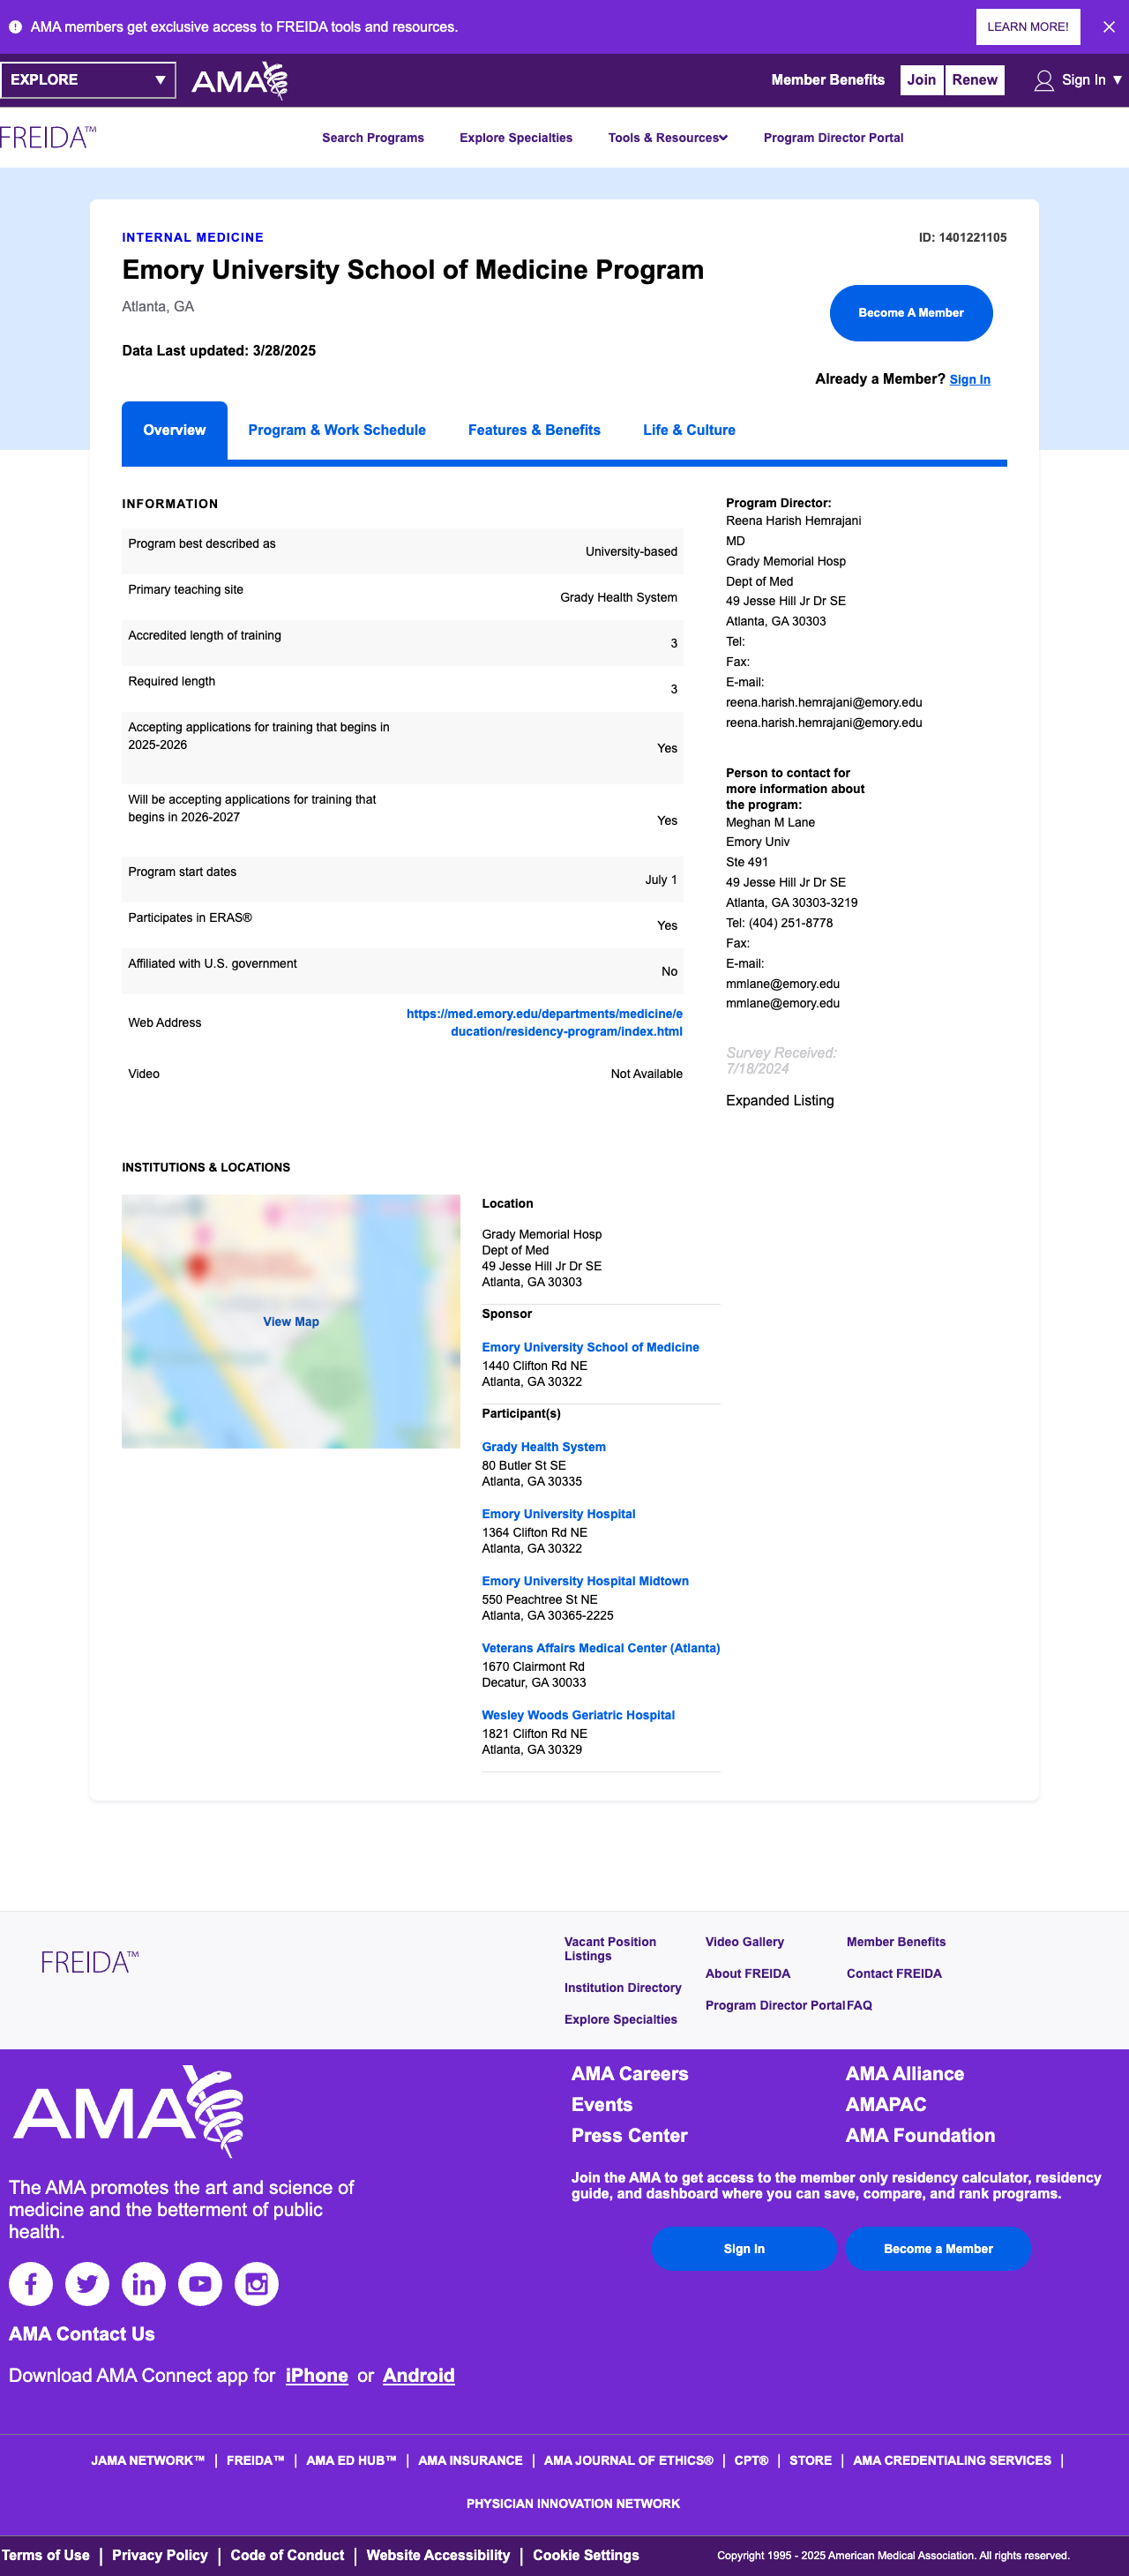 AMA members get exclusive access to FREIDA tools and resources.
LEARN MORE!
EXPLORE
AMA
Member Benefits
Join
Renew
Sign In
FREIDA™
Search Programs
Explore Specialties
Tools & Resources
Program Director Portal
INTERNAL MEDICINE
ID: 1401221105
Emory University School of Medicine Program
Atlanta, GA
Become A Member
Data Last updated: 3/28/2025
Already a Member? Sign In
Overview
Program & Work Schedule
Features & Benefits
Life & Culture
INFORMATION
Program best described as
University-based
Primary teaching site
Grady Health System
Accredited length of training
3
Required length
3
Accepting applications for training that begins in
2025-2026
Yes
Will be accepting applications for training that
begins in 2026-2027
Yes
Program start dates
July 1
Participates in ERAS®
Yes
Affiliated with U.S. government
No
Web Address
https://med.emory.edu/departments/medicine/e
ducation/residency-program/index.html
Video
Not Available
Program Director:
Reena Harish Hemrajani
MD
Grady Memorial Hosp
Dept of Med
49 Jesse Hill Jr Dr SE
Atlanta, GA 30303
Tel:
Fax:
E-mail:
reena.harish.hemrajani@emory.edu
reena.harish.hemrajani@emory.edu
Person to contact for
more information about
the program:
Meghan M Lane
Emory Univ
Ste 491
49 Jesse Hill Jr Dr SE
Atlanta, GA 30303-3219
Tel: (404) 251-8778
Fax:
E-mail:
mmlane@emory.edu
mmlane@emory.edu
Survey Received:
7/18/2024
Expanded Listing
INSTITUTIONS & LOCATIONS
View Map
Location
Grady Memorial Hosp
Dept of Med
49 Jesse Hill Jr Dr SE
Atlanta, GA 30303
Sponsor
Emory University School of Medicine
1440 Clifton Rd NE
Atlanta, GA 30322
Participant(s)
Grady Health System
80 Butler St SE
Atlanta, GA 30335
Emory University Hospital
1364 Clifton Rd NE
Atlanta, GA 30322
Emory University Hospital Midtown
550 Peachtree St NE
Atlanta, GA 30365-2225
Veterans Affairs Medical Center (Atlanta)
1670 Clairmont Rd
Decatur, GA 30033
Wesley Woods Geriatric Hospital
1821 Clifton Rd NE
Atlanta, GA 30329
FREIDA™
Vacant Position
Listings
Institution Directory
Explore Specialties
Video Gallery
About FREIDA
Program Director Portal
Member Benefits
Contact FREIDA
FAQ
AMA
The AMA promotes the art and science of
medicine and the betterment of public
health.
AMA Contact Us
Download AMA Connect app for iPhone or Android
AMA Careers
Events
Press Center
AMA Alliance
AMAPAC
AMA Foundation
Join the AMA to get access to the member only residency calculator, residency
guide, and dashboard where you can save, compare, and rank programs.
Sign In
Become a Member
JAMA NETWORK™ | FREIDA™ | AMA ED HUB™ | AMA INSURANCE | AMA JOURNAL OF ETHICS® | CPT® | STORE | AMA CREDENTIALING SERVICES |
PHYSICIAN INNOVATION NETWORK
Terms of Use | Privacy Policy | Code of Conduct | Website Accessibility | Cookie Settings
Copyright 1995 - 2025 American Medical Association. All rights reserved.